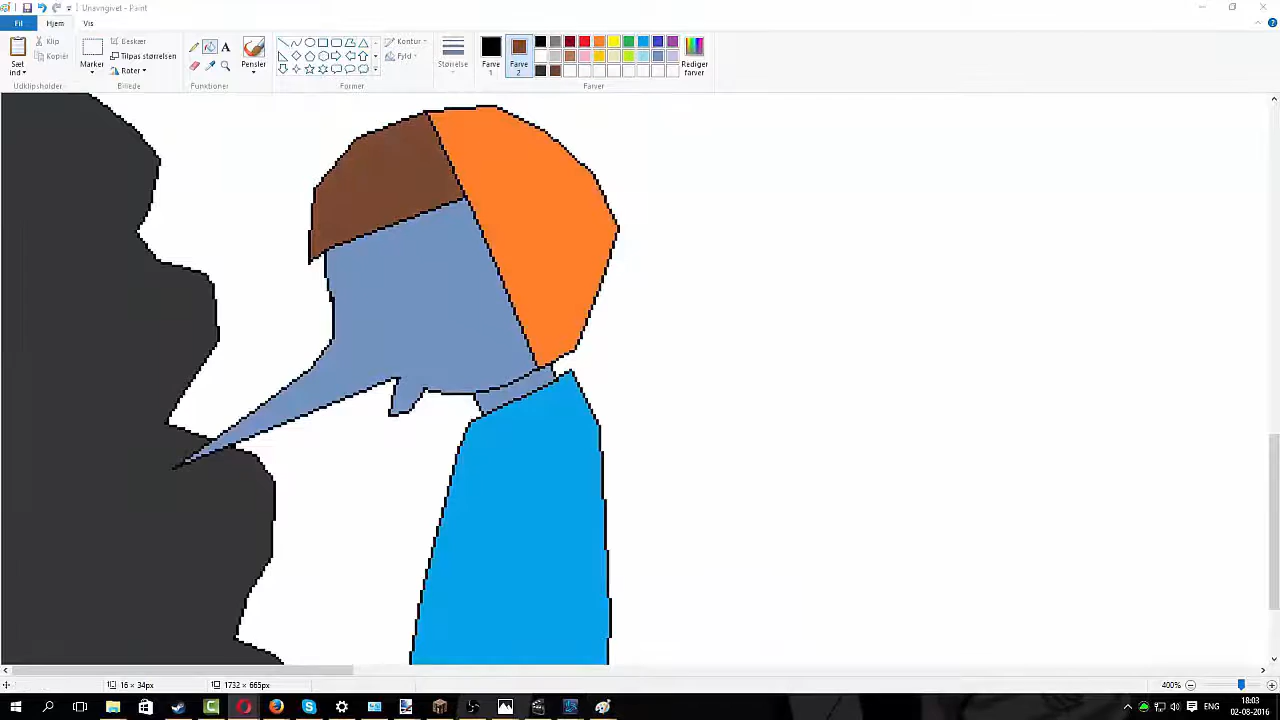 Unavngivet - Paint
Fil Hjem Vis
Sæt ind
Klip
Kopiér
Udklipsholder
Markér
Beskær
Tilpas størrelsen
Roter
Billede
A
Funktioner
Pensler
Kontur
Fyld
Former
Størrelse
Farve 1
Farve 2
Rediger farver
Farver
16 × 34px
1732 × 665px
400%
ENG
18:03
02-08-2016